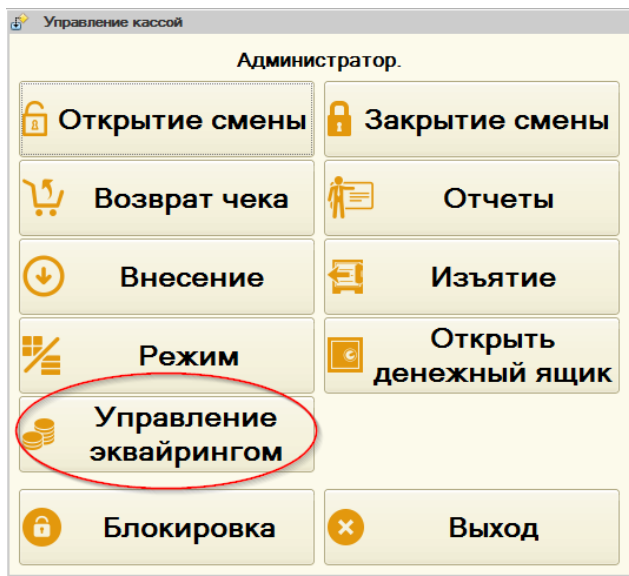 Управление кассой
Администратор.
Открытие смены
Закрытие смены
Возврат чека
Отчеты
Внесение
Изъятие
Режим
Открыть
денежный ящик
Управление
эквайрингом
Блокировка
Выход